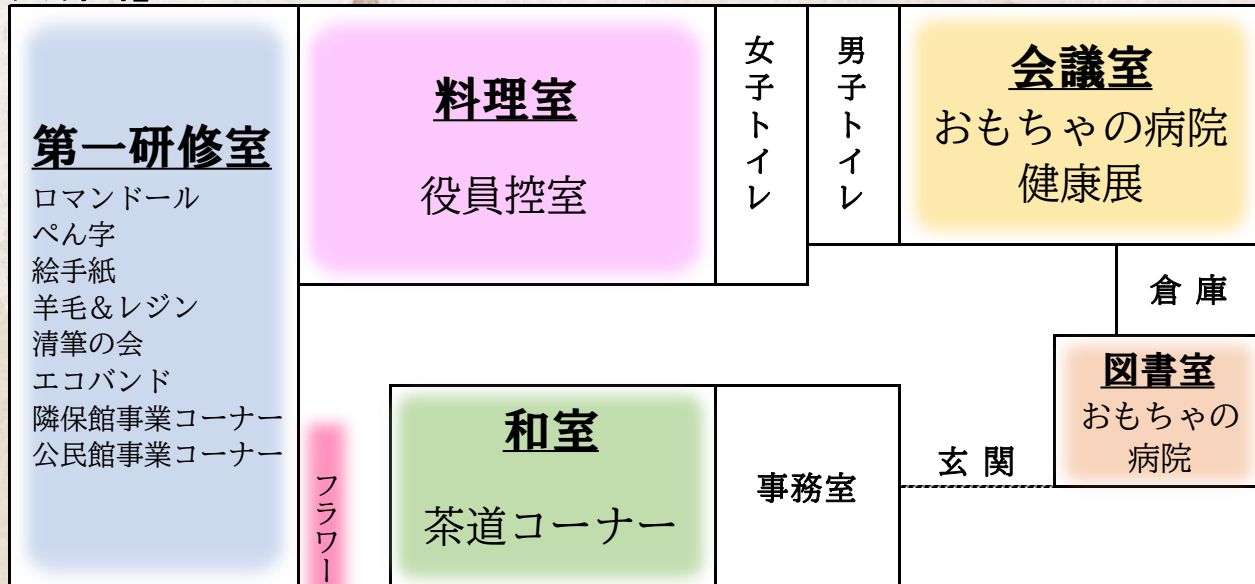 第一研修室
ロマンドール
ぺん字
絵手紙
羊毛&レジン
清筆の会
エコバンド
隣保館事業コーナー
公民館事業コーナー
料理室
役員控室
女子トイレ
男子トイレ
会議室
おもちゃの病院
健康展
倉庫
図書室
おもちゃの
病院
玄関
事務室
和室
茶道コーナー
フラワー